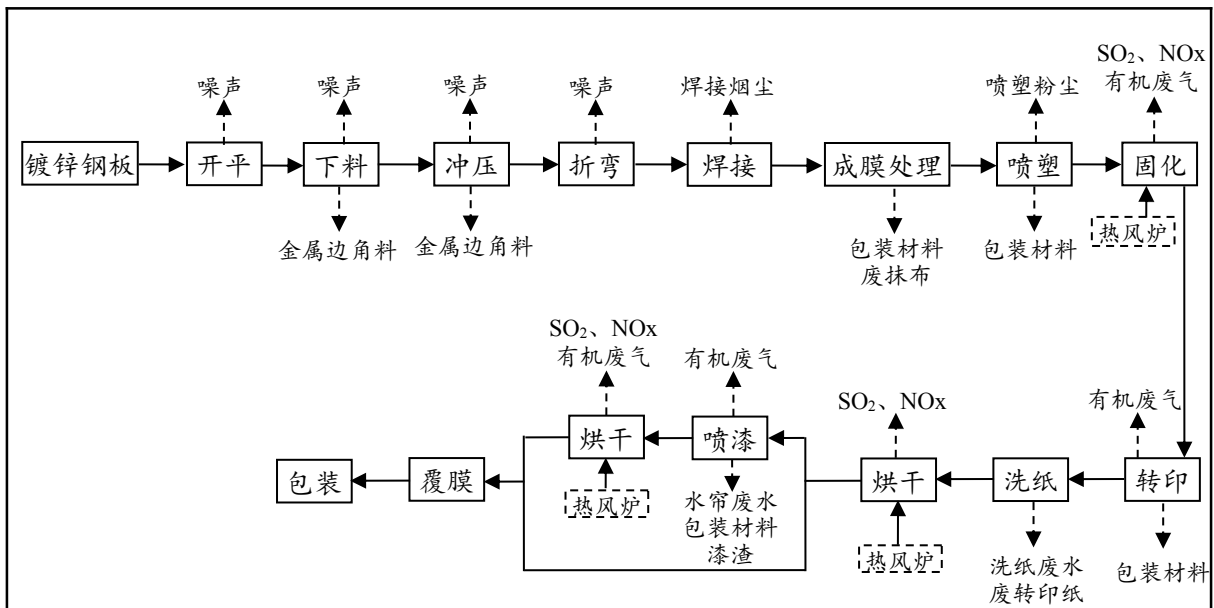 SO₂、NOx
噪声
噪声
噪声
噪声
焊接烟尘
喷塑粉尘
有机废气
镀锌钢板
开平
下料
冲压
折弯
焊接
成膜处理
喷塑
固化
金属边角料
金属边角料
包装材料
废抹布
包装材料
热风炉
SO₂、NOx
有机废气
有机废气
SO₂、NOx
有机废气
包装
覆膜
烘干
喷漆
烘干
洗纸
转印
热风炉
水帘废水
包装材料
漆渣
热风炉
洗纸废水
废转印纸
包装材料